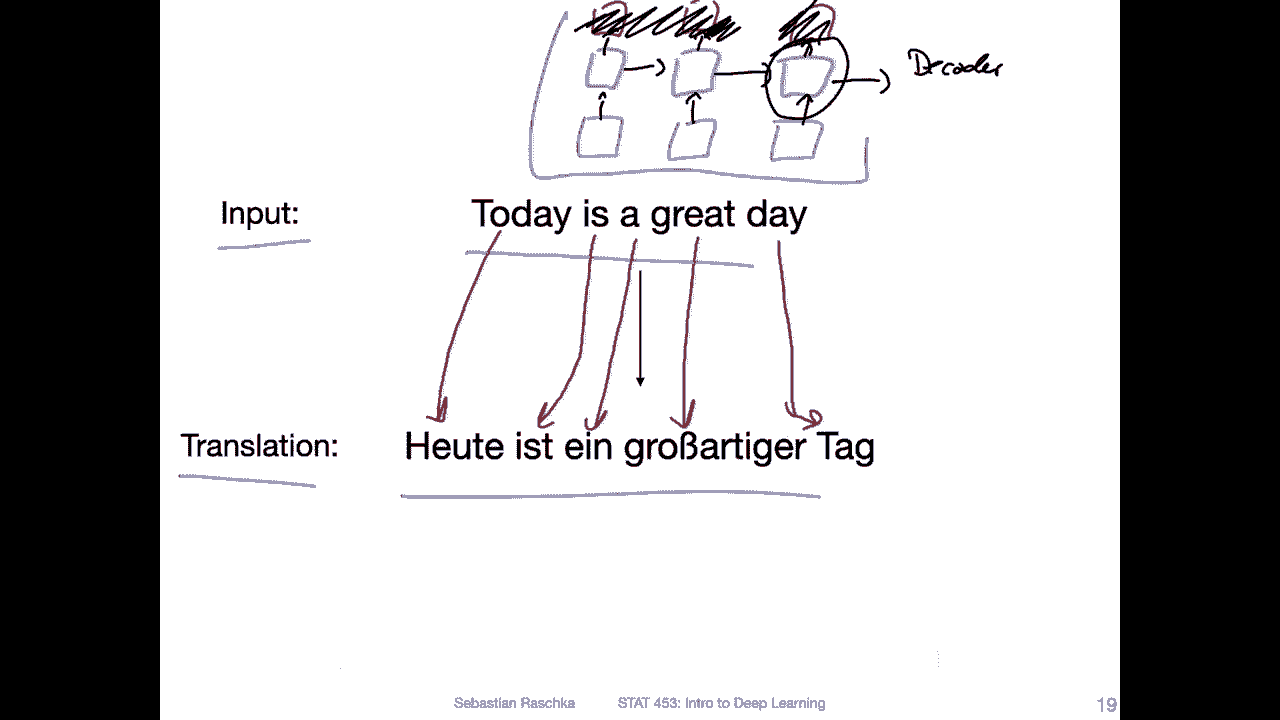 Decoder
Input: Today is a great day
Translation: Heute ist ein großartiger Tag
Sebastian Raschka STAT 453: Intro to Deep Learning 19